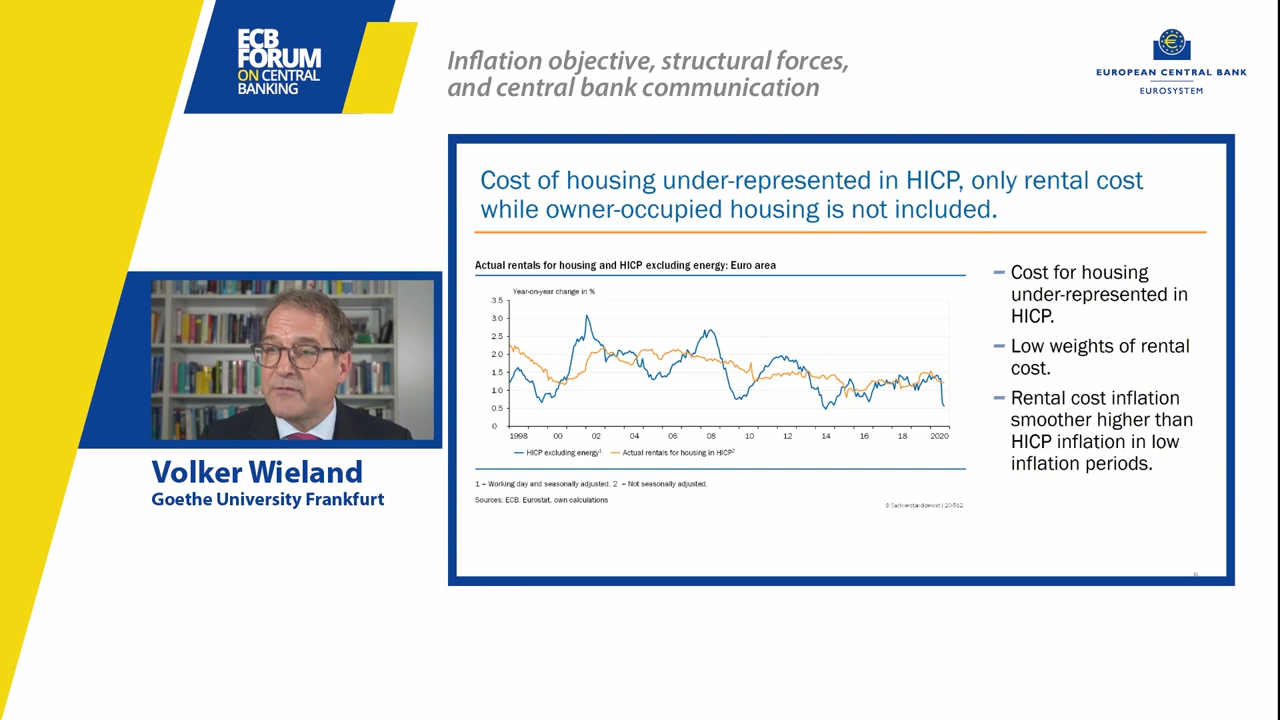 ECB
FORUM
ON CENTRAL
BANKING
Inflation objective, structural forces,
and central bank communication
EUROPEAN CENTRAL BANK
EUROSYSTEM
Cost of housing under-represented in HICP, only rental cost
while owner-occupied housing is not included.
Actual rentals for housing and HICP excluding energy: Euro area
Year-on-year change in %
3.5
3.0
2.5
2.0
1.5
1.0
0.5
0
1998 00 02 04 06 08 10 12 14 16 18 2020
HICP excluding energy¹ Actual rentals for housing in HICP²
1 – Working day and seasonally adjusted. 2 – Not seasonally adjusted.
Sources: ECB, Eurostat, own calculations
© Sachverständigenrat | 20-562
– Cost for housing
under-represented in
HICP.
– Low weights of rental
cost.
– Rental cost inflation
smoother higher than
HICP inflation in low
inflation periods.
Volker Wieland
Goethe University Frankfurt